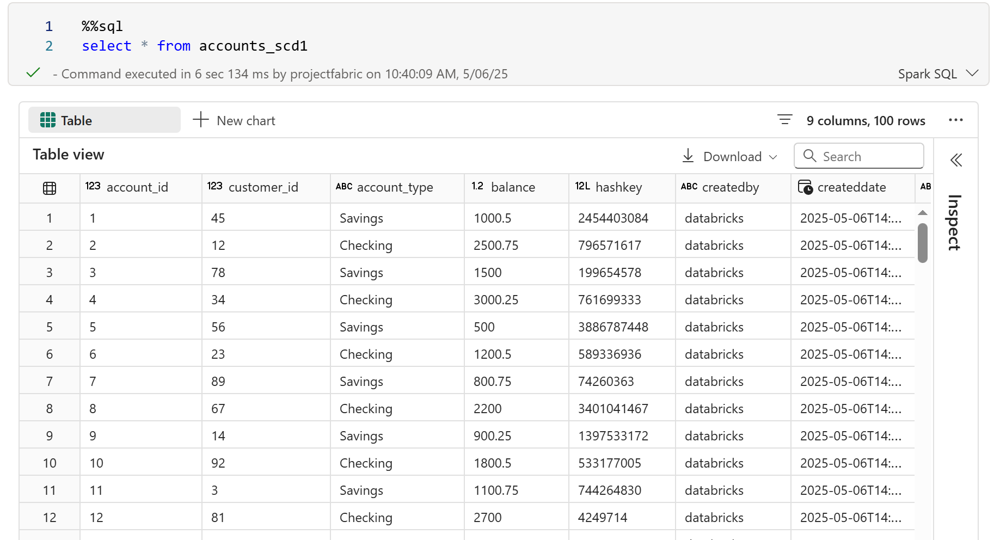 1 %%sql
2 select * from accounts_scd1
- Command executed in 6 sec 134 ms by projectfabric on 10:40:09 AM, 5/06/25 Spark SQL
Table New chart 9 columns, 100 rows
Table view Download Search
123 account_id 123 customer_id ABC account_type 1.2 balance 12L hashkey ABC createdby createddate AB
1 1 45 Savings 1000.5 2454403084 databricks 2025-05-06T14:...
2 2 12 Checking 2500.75 796571617 databricks 2025-05-06T14:...
3 3 78 Savings 1500 199654578 databricks 2025-05-06T14:...
4 4 34 Checking 3000.25 761699333 databricks 2025-05-06T14:...
5 5 56 Savings 500 3886787448 databricks 2025-05-06T14:...
6 6 23 Checking 1200.5 589336936 databricks 2025-05-06T14:...
7 7 89 Savings 800.75 74260363 databricks 2025-05-06T14:...
8 8 67 Checking 2200 3401041467 databricks 2025-05-06T14:...
9 9 14 Savings 900.25 1397533172 databricks 2025-05-06T14:...
10 10 92 Checking 1800.5 533177005 databricks 2025-05-06T14:...
11 11 3 Savings 1100.75 744264830 databricks 2025-05-06T14:...
12 12 81 Checking 2700 4249714 databricks 2025-05-06T14:...
Inspect